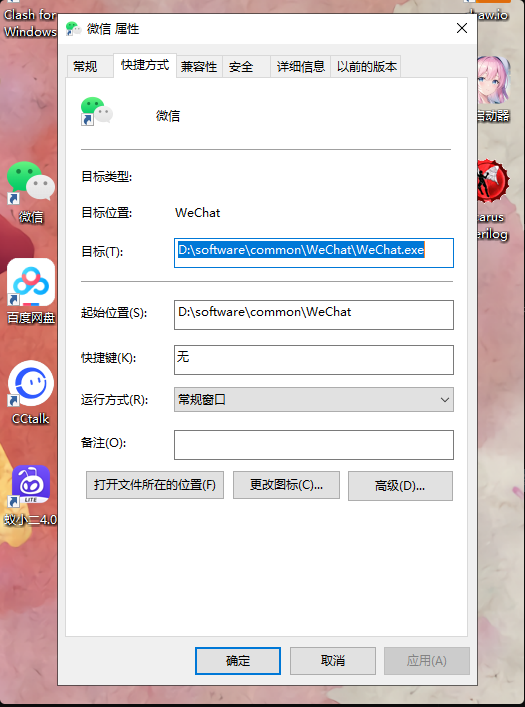 Clash for
Windows
微信 属性
常规
快捷方式
兼容性
安全
详细信息
以前的版本
微信
目标类型:
目标位置: WeChat
目标(T): D:\software\common\WeChat\WeChat.exe
起始位置(S): D:\software\common\WeChat
快捷键(K): 无
运行方式(R): 常规窗口
备注(O):
打开文件所在的位置(F)
更改图标(C)...
高级(D)...
确定
取消
应用(A)
微信
百度网盘
CCtalk
LITE
蚁小二4.0
aw.io
启动器
arus
erilog